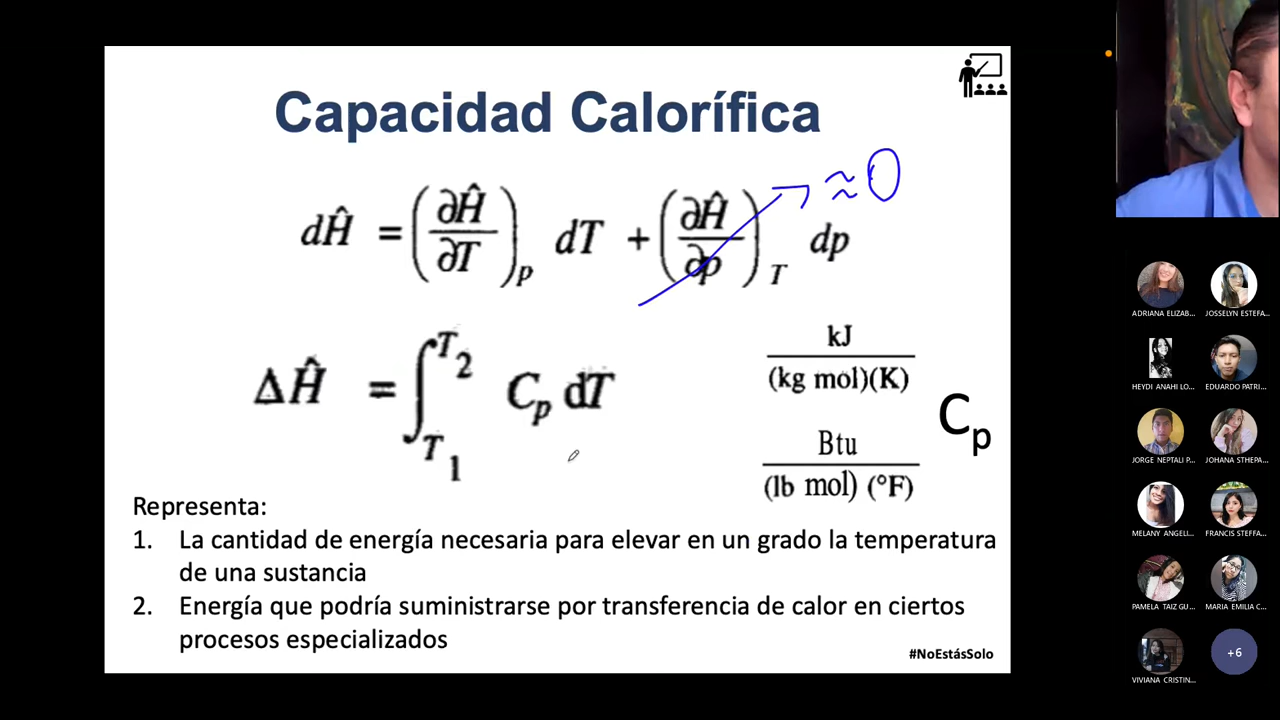 Capacidad Calorífica
dĤ = (∂Ĥ/∂T)p dT + (∂Ĥ/∂p)T dp ≈ 0
ΔĤ = ∫T1T2 Cp dT
kJ
(kg mol)(K)
Btu
(lb mol) (°F)
Cp
Representa:
1. La cantidad de energía necesaria para elevar en un grado la temperatura
de una sustancia
2. Energía que podría suministrarse por transferencia de calor en ciertos
procesos especializados
#NoEstásSolo
ADRIANA ELIZAB...
JOSSELYN ESTEFA...
HEYDI ANAHI LO...
EDUARDO PATRI...
JORGE NEPTALI P...
JOHANA STHEPA...
MELANY ANGELI...
FRANCIS STEFFA...
PAMELA TAIZ GU...
MARIA EMILIA C...
VIVIANA CRISTIN...
+6